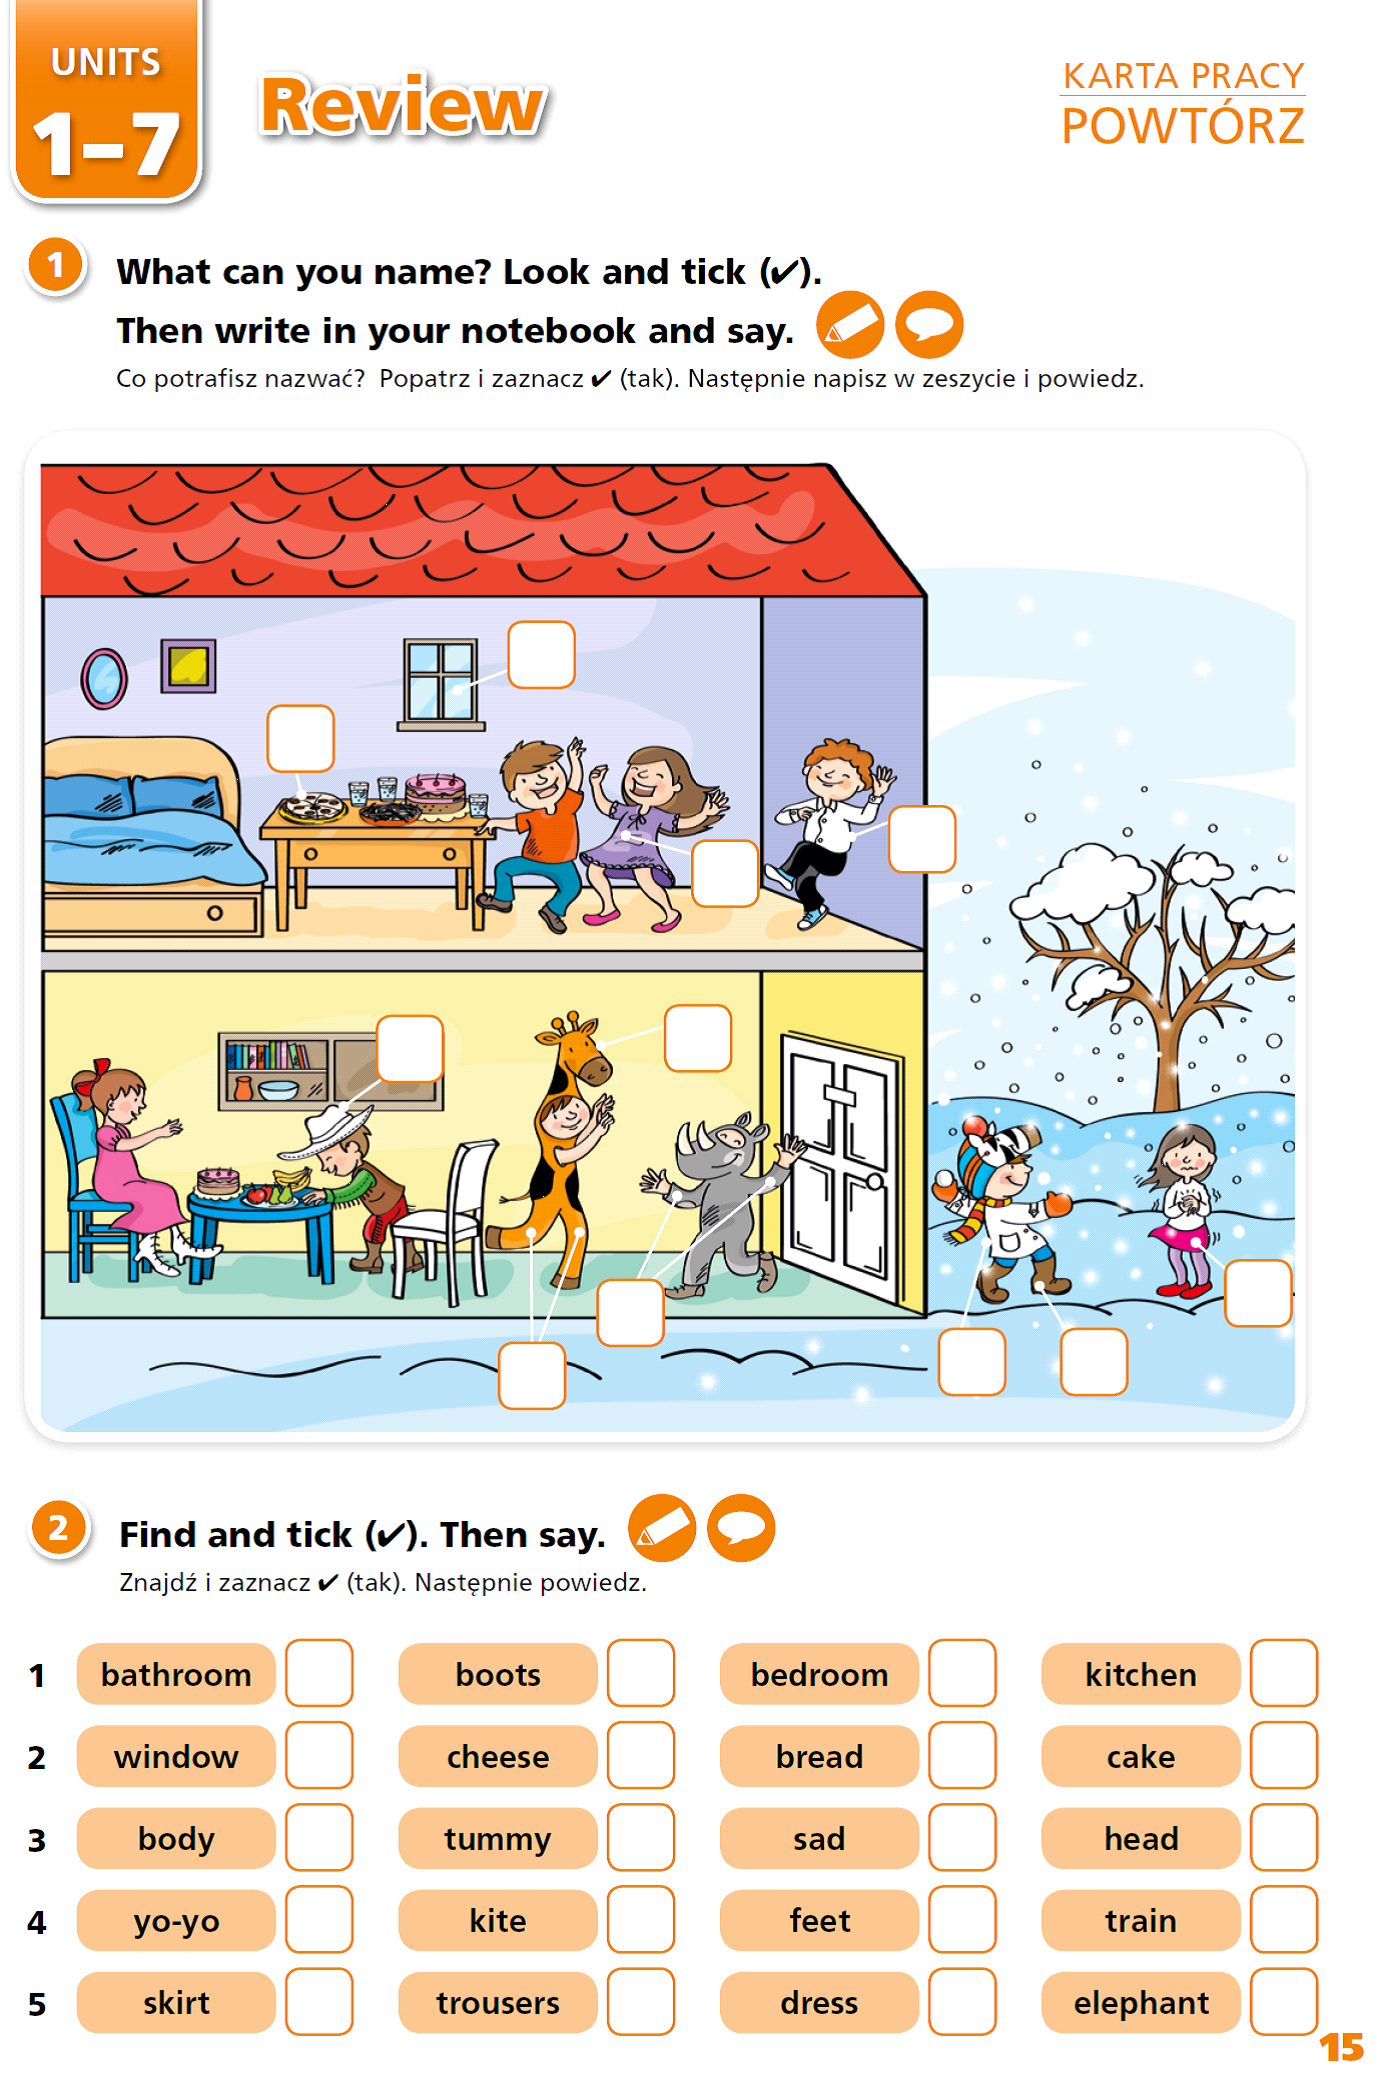 UNITS
1–7
Review
KARTA PRACY
POWTÓRZ
1 What can you name? Look and tick (✔).
Then write in your notebook and say.
Co potrafisz nazwać? Popatrz i zaznacz ✔ (tak). Następnie napisz w zeszycie i powiedz.
2 Find and tick (✔). Then say.
Znajdź i zaznacz ✔ (tak). Następnie powiedz.
1 bathroom boots bedroom kitchen
2 window cheese bread cake
3 body tummy sad head
4 yo-yo kite feet train
5 skirt trousers dress elephant
15